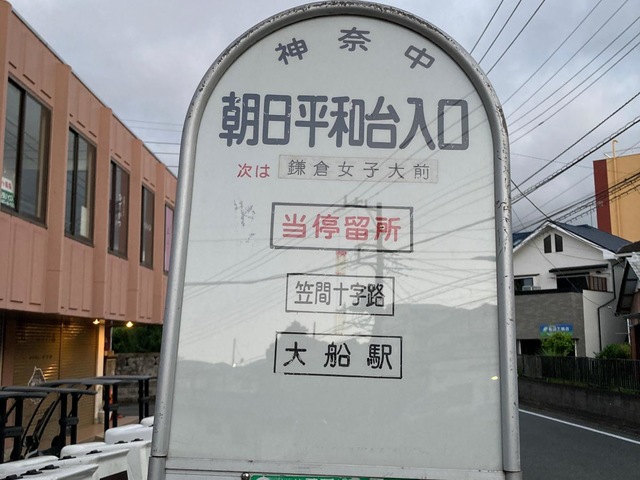 神奈中
朝日平和台入口
次は 鎌倉女子大前
当停留所
笠間十字路
大船駅